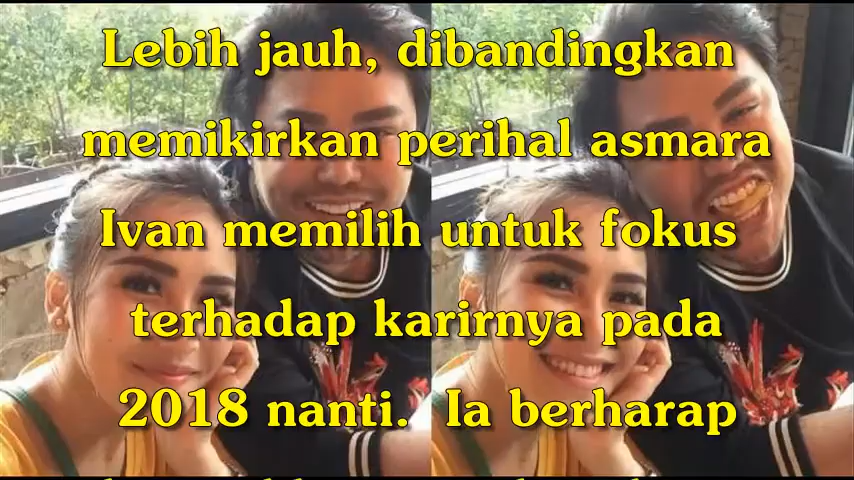 Lebih jauh, dibandingkan
memikirkan perihal asmara
Ivan memilih untuk fokus
terhadap karirnya pada
2018 nanti.  Ia berharap